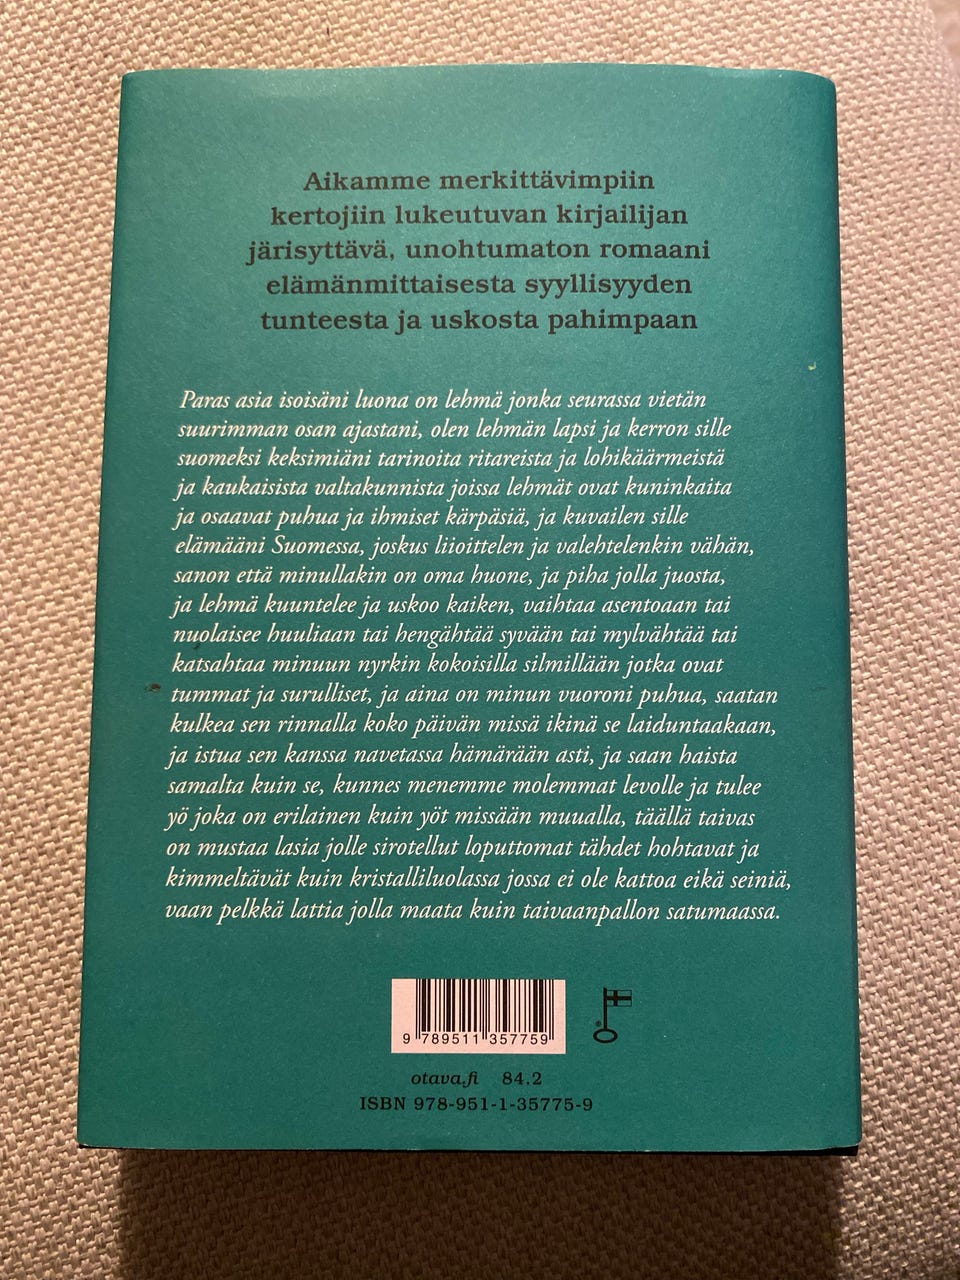 Aikamme merkittävimpiin
kertojiin lukeutuvan kirjailijan
järisyttävä, unohtumaton romaani
elämänmittaisesta syyllisyyden
tunteesta ja uskosta pahimpaan
Paras asia isoisäni luona on lehmä jonka seurassa vietän
suurimman osan ajastani, olen lehmän lapsi ja kerron sille
suomeksi keksimiäni tarinoita ritareista ja lohikäärmeistä
ja kaukaisista valtakunnista joissa lehmät ovat kuninkaita
ja osaavat puhua ja ihmiset kärpäsiä, ja kuvailen sille
elämääni Suomessa, joskus liioittelen ja valehtelenkin vähän,
sanon että minullakin on oma huone, ja piha jolla juosta,
ja lehmä kuuntelee ja uskoo kaiken, vaihtaa asentoaan tai
nuolaisee huuliaan tai hengähtää syvään tai mylvähtää tai
katsahtaa minuun nyrkin kokoisilla silmillään jotka ovat
tummat ja surulliset, ja aina on minun vuoroni puhua, saatan
kulkea sen rinnalla koko päivän missä ikinä se laiduntaakaan,
ja istua sen kanssa navetassa hämärään asti, ja saan haista
samalta kuin se, kunnes menemme molemmat levolle ja tulee
yö joka on erilainen kuin yöt missään muualla, täällä taivas
on mustaa lasia jolle sirotellut loputtomat tähdet hohtavat ja
kimmeltävät kuin kristalliluolassa jossa ei ole kattoa eikä seiniä,
vaan pelkkä lattia jolla maata kuin taivaanpallon satumaassa.
9 789511 357759
otava.fi 84.2
ISBN 978-951-1-35775-9